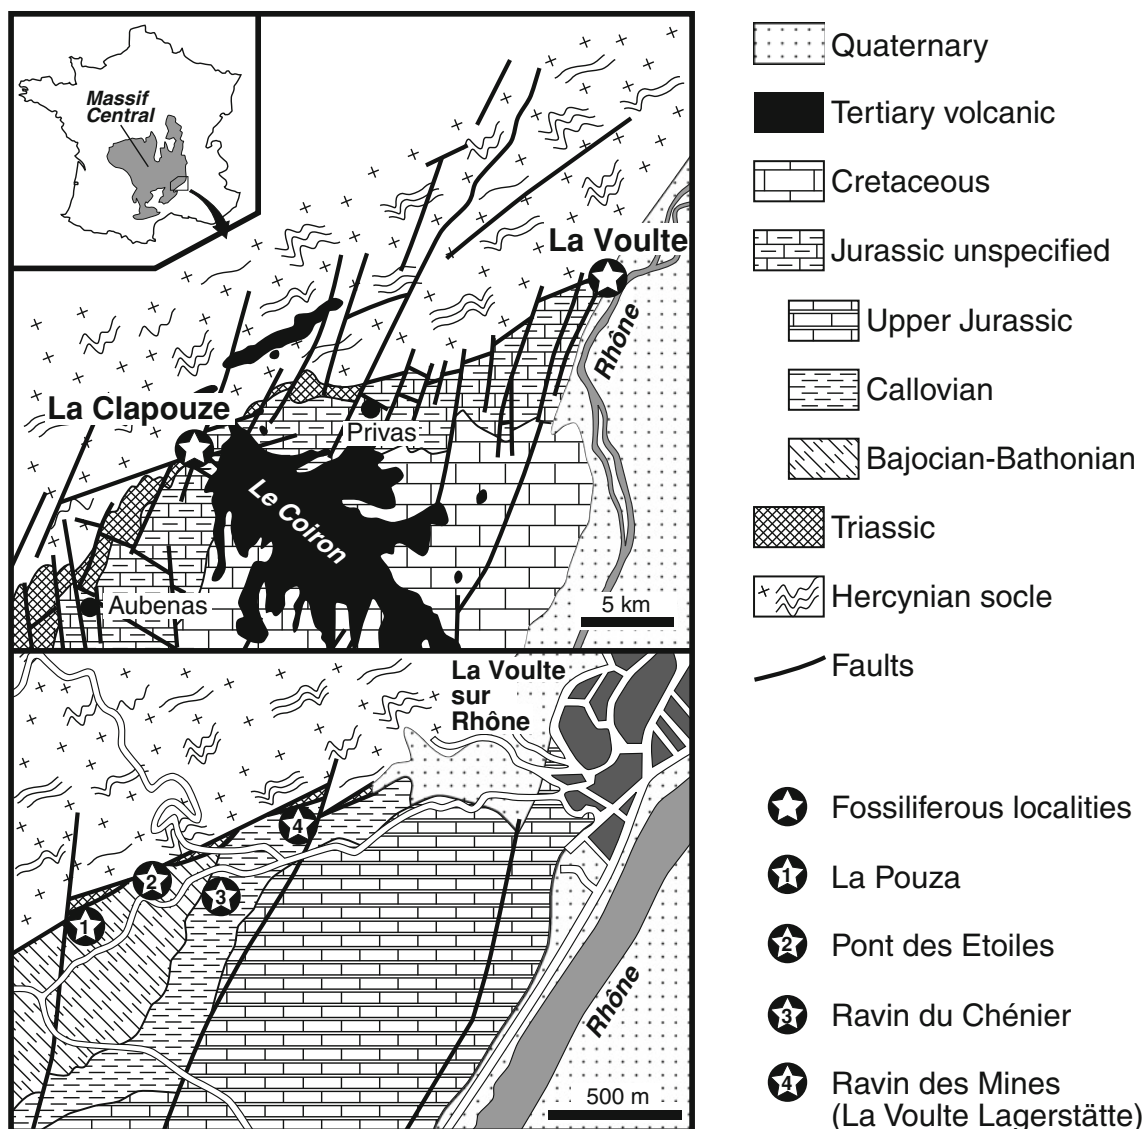 Massif
Central
La Voulte
Rhône
La Clapouze
Privas
Le Coiron
Aubenas
5 km
La Voulte
sur
Rhône
4
2
3
1
Rhône
500 m
Quaternary
Tertiary volcanic
Cretaceous
Jurassic unspecified
Upper Jurassic
Callovian
Bajocian-Bathonian
Triassic
Hercynian socle
Faults
Fossiliferous localities
1 La Pouza
2 Pont des Etoiles
3 Ravin du Chénier
4 Ravin des Mines
(La Voulte Lagerstätte)